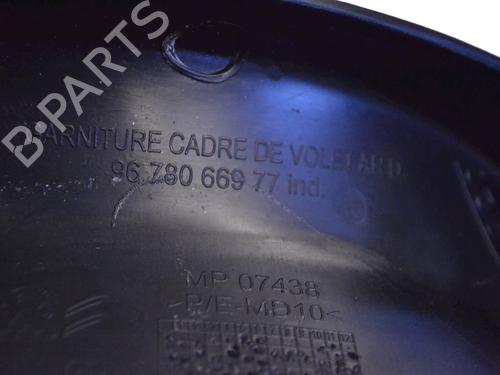 B-PARTS
GARNITURE CADRE DE VOLET AR D
96 780 669 77 ind.
MP 07438
>P/E-MD10<